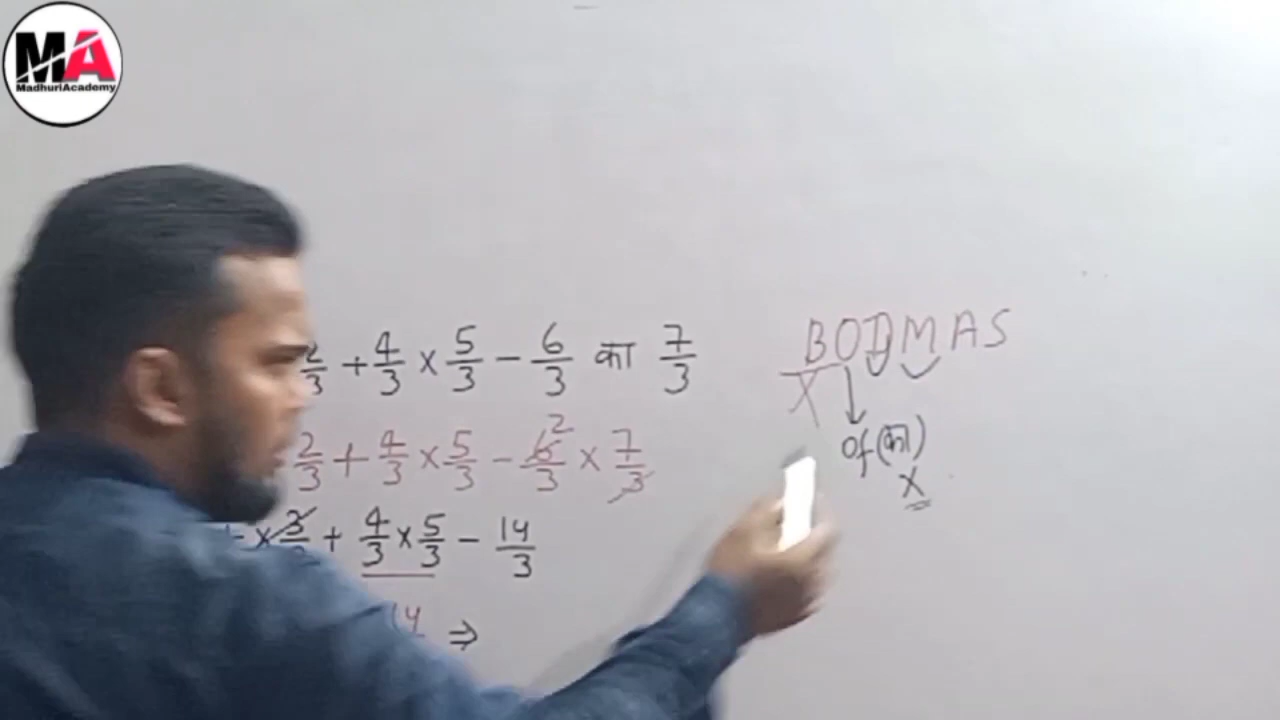 MA
MadhuriAcademy
2/3 + 4/3 × 5/3 − 6/3 का 7/3
BODMAS
X
2/3 + 4/3 × 5/3 − 6/3 2 × 7/3
of (का)
X
× 3 + 4/3 × 5/3 − 14/3
14 ⇒